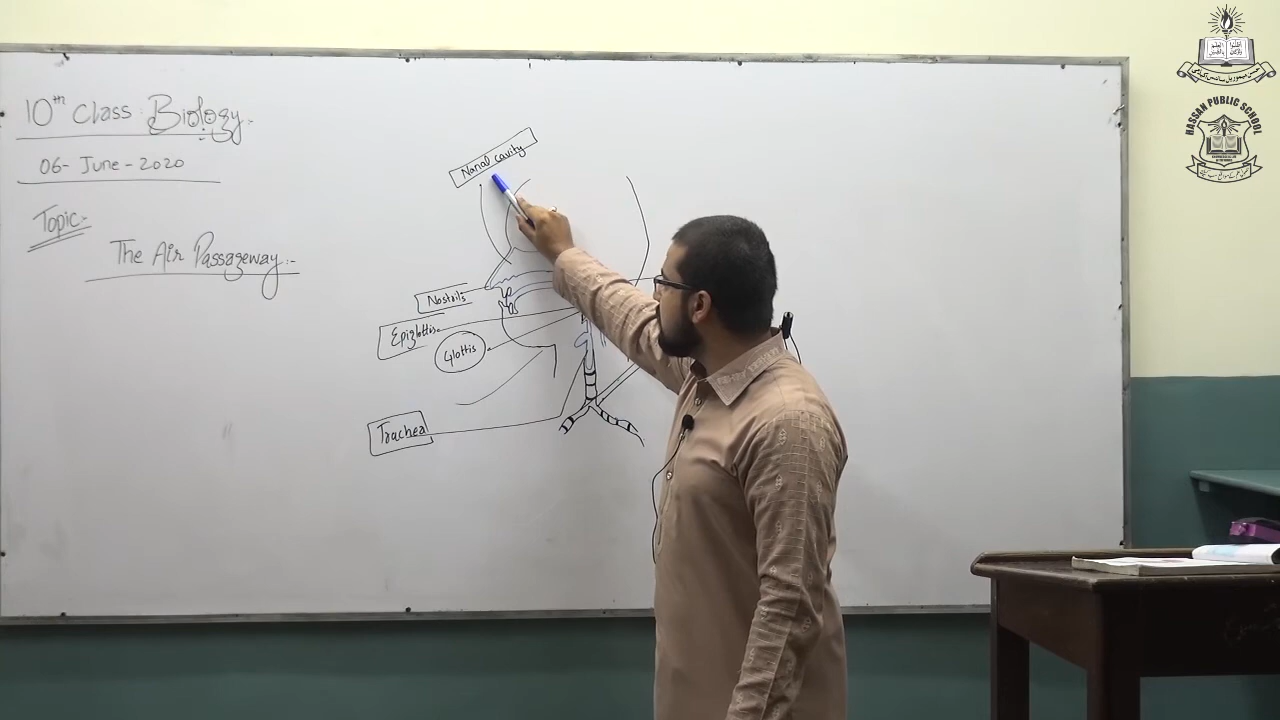 10th Class Biology:-
06-June-2020
Topic:-
The Air Passageway:-
Nasal cavity
Nostrils
Epiglottis
Glottis
Trachea
HASSAN PUBLIC SCHOOL